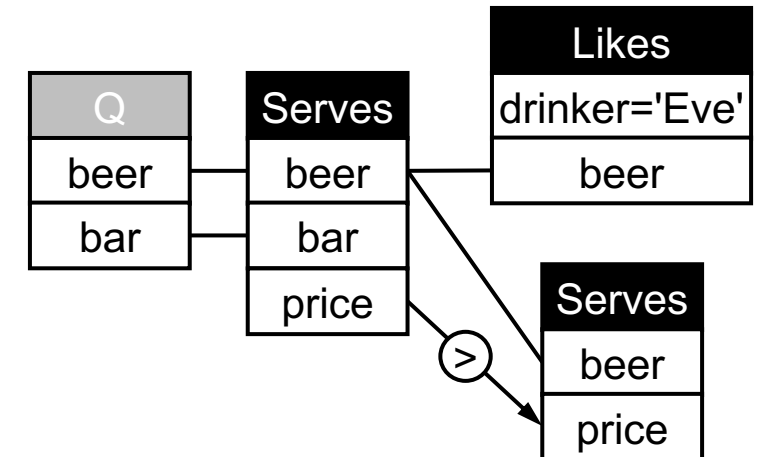 Q
beer
bar
Serves
beer
bar
price
>
Likes
drinker='Eve'
beer
Serves
beer
price